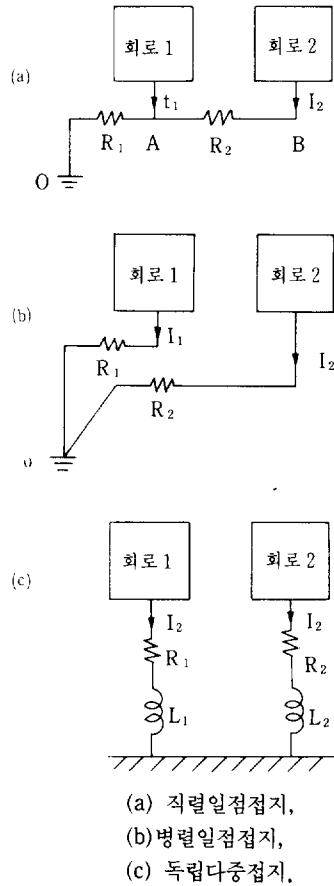 회로 1 회로 2
(a)
t₁ I₂
R₁ A R₂ B
O
회로 1 회로 2
(b)
I₁
R₁ I₂
R₂
o
회로 1 회로 2
(c)
I₂ I₂
R₁ R₂
L₁ L₂
(a) 직렬일점접지,
(b)병렬일점접지,
(c) 독립다중접지.